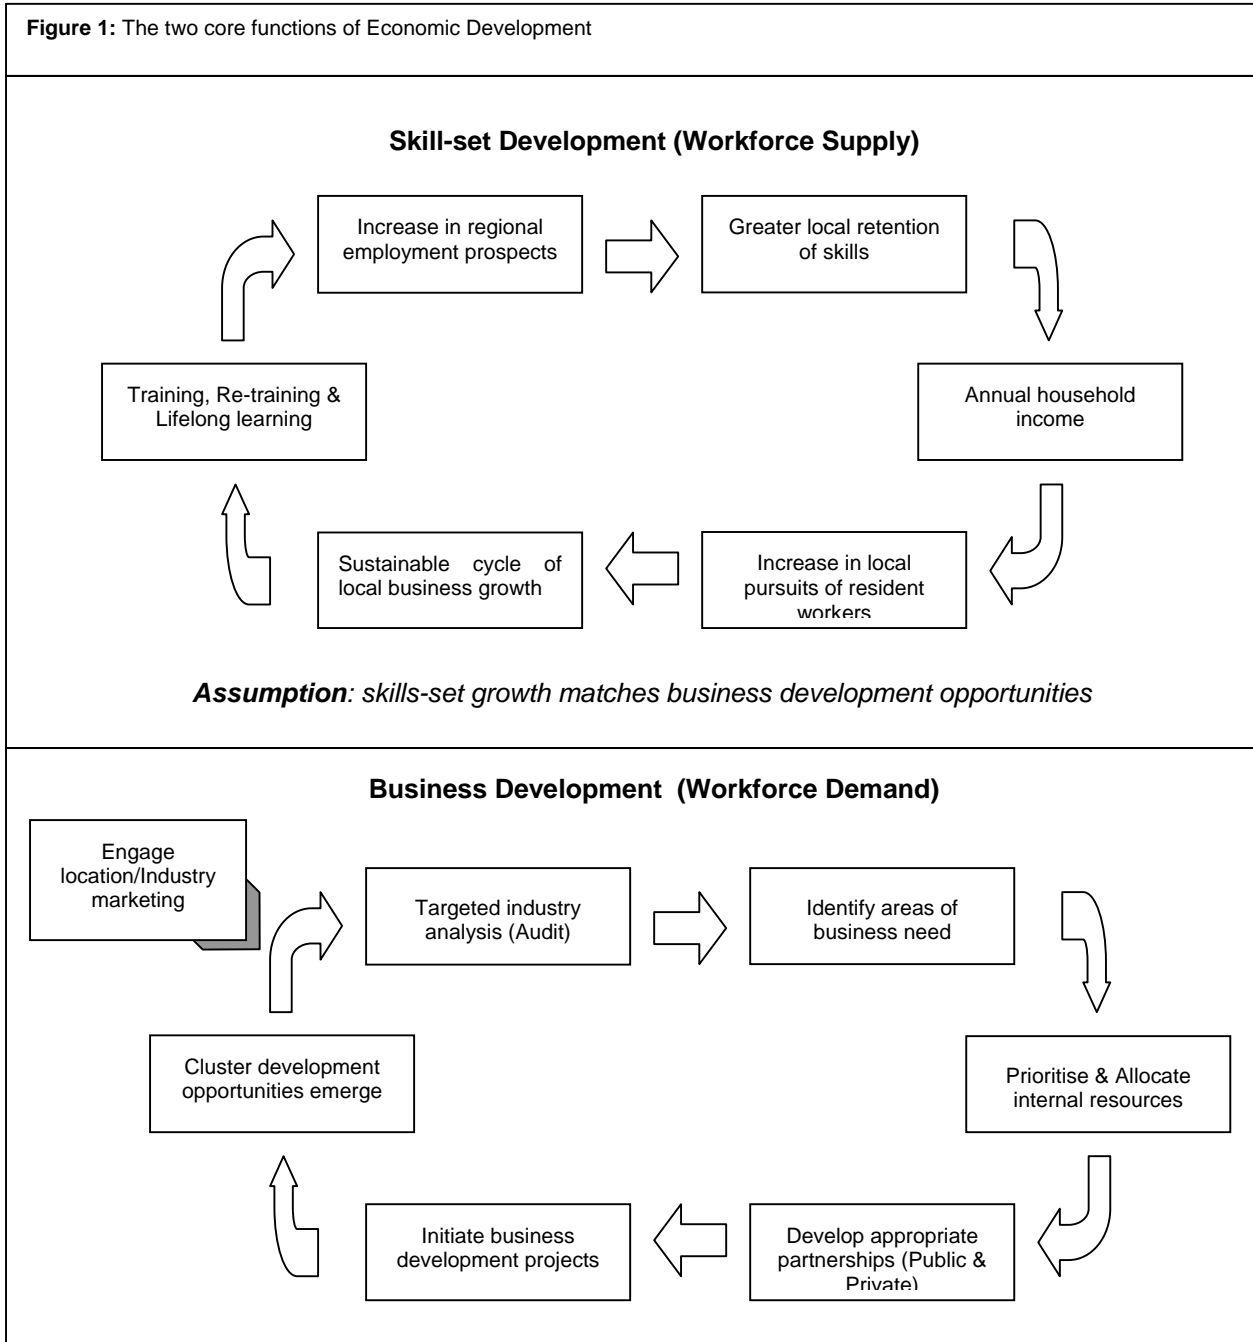 Figure 1: The two core functions of Economic Development
Skill-set Development (Workforce Supply)
Increase in regional
employment prospects
Greater local retention
of skills
Training, Re-training &
Lifelong learning
Annual household
income
Sustainable cycle of
local business growth
Increase in local
pursuits of resident
workers
Assumption: skills-set growth matches business development opportunities
Business Development (Workforce Demand)
Engage
location/Industry
marketing
Targeted industry
analysis (Audit)
Identify areas of
business need
Cluster development
opportunities emerge
Prioritise & Allocate
internal resources
Initiate business
development projects
Develop appropriate
partnerships (Public &
Private)